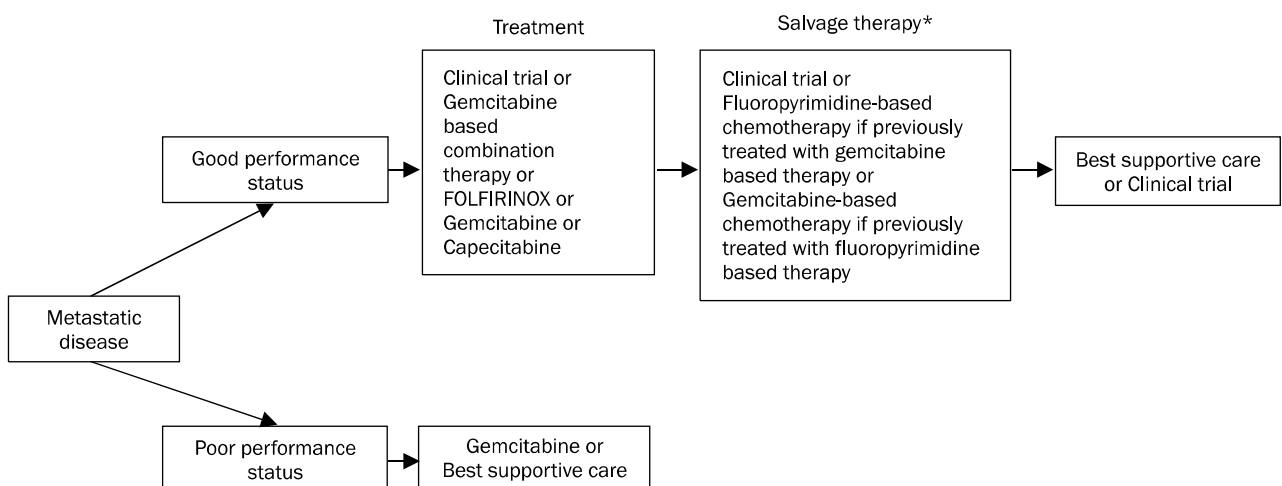 Treatment
Clinical trial or
Gemcitabine
based
combination
therapy or
FOLFIRINOX or
Gemcitabine or
Capecitabine
Salvage therapy*
Clinical trial or
Fluoropyrimidine-based
chemotherapy if previously
treated with gemcitabine
based therapy or
Gemcitabine-based
chemotherapy if previously
treated with fluoropyrimidine
based therapy
Good performance
status
Best supportive care
or Clinical trial
Metastatic
disease
Poor performance
status
Gemcitabine or
Best supportive care